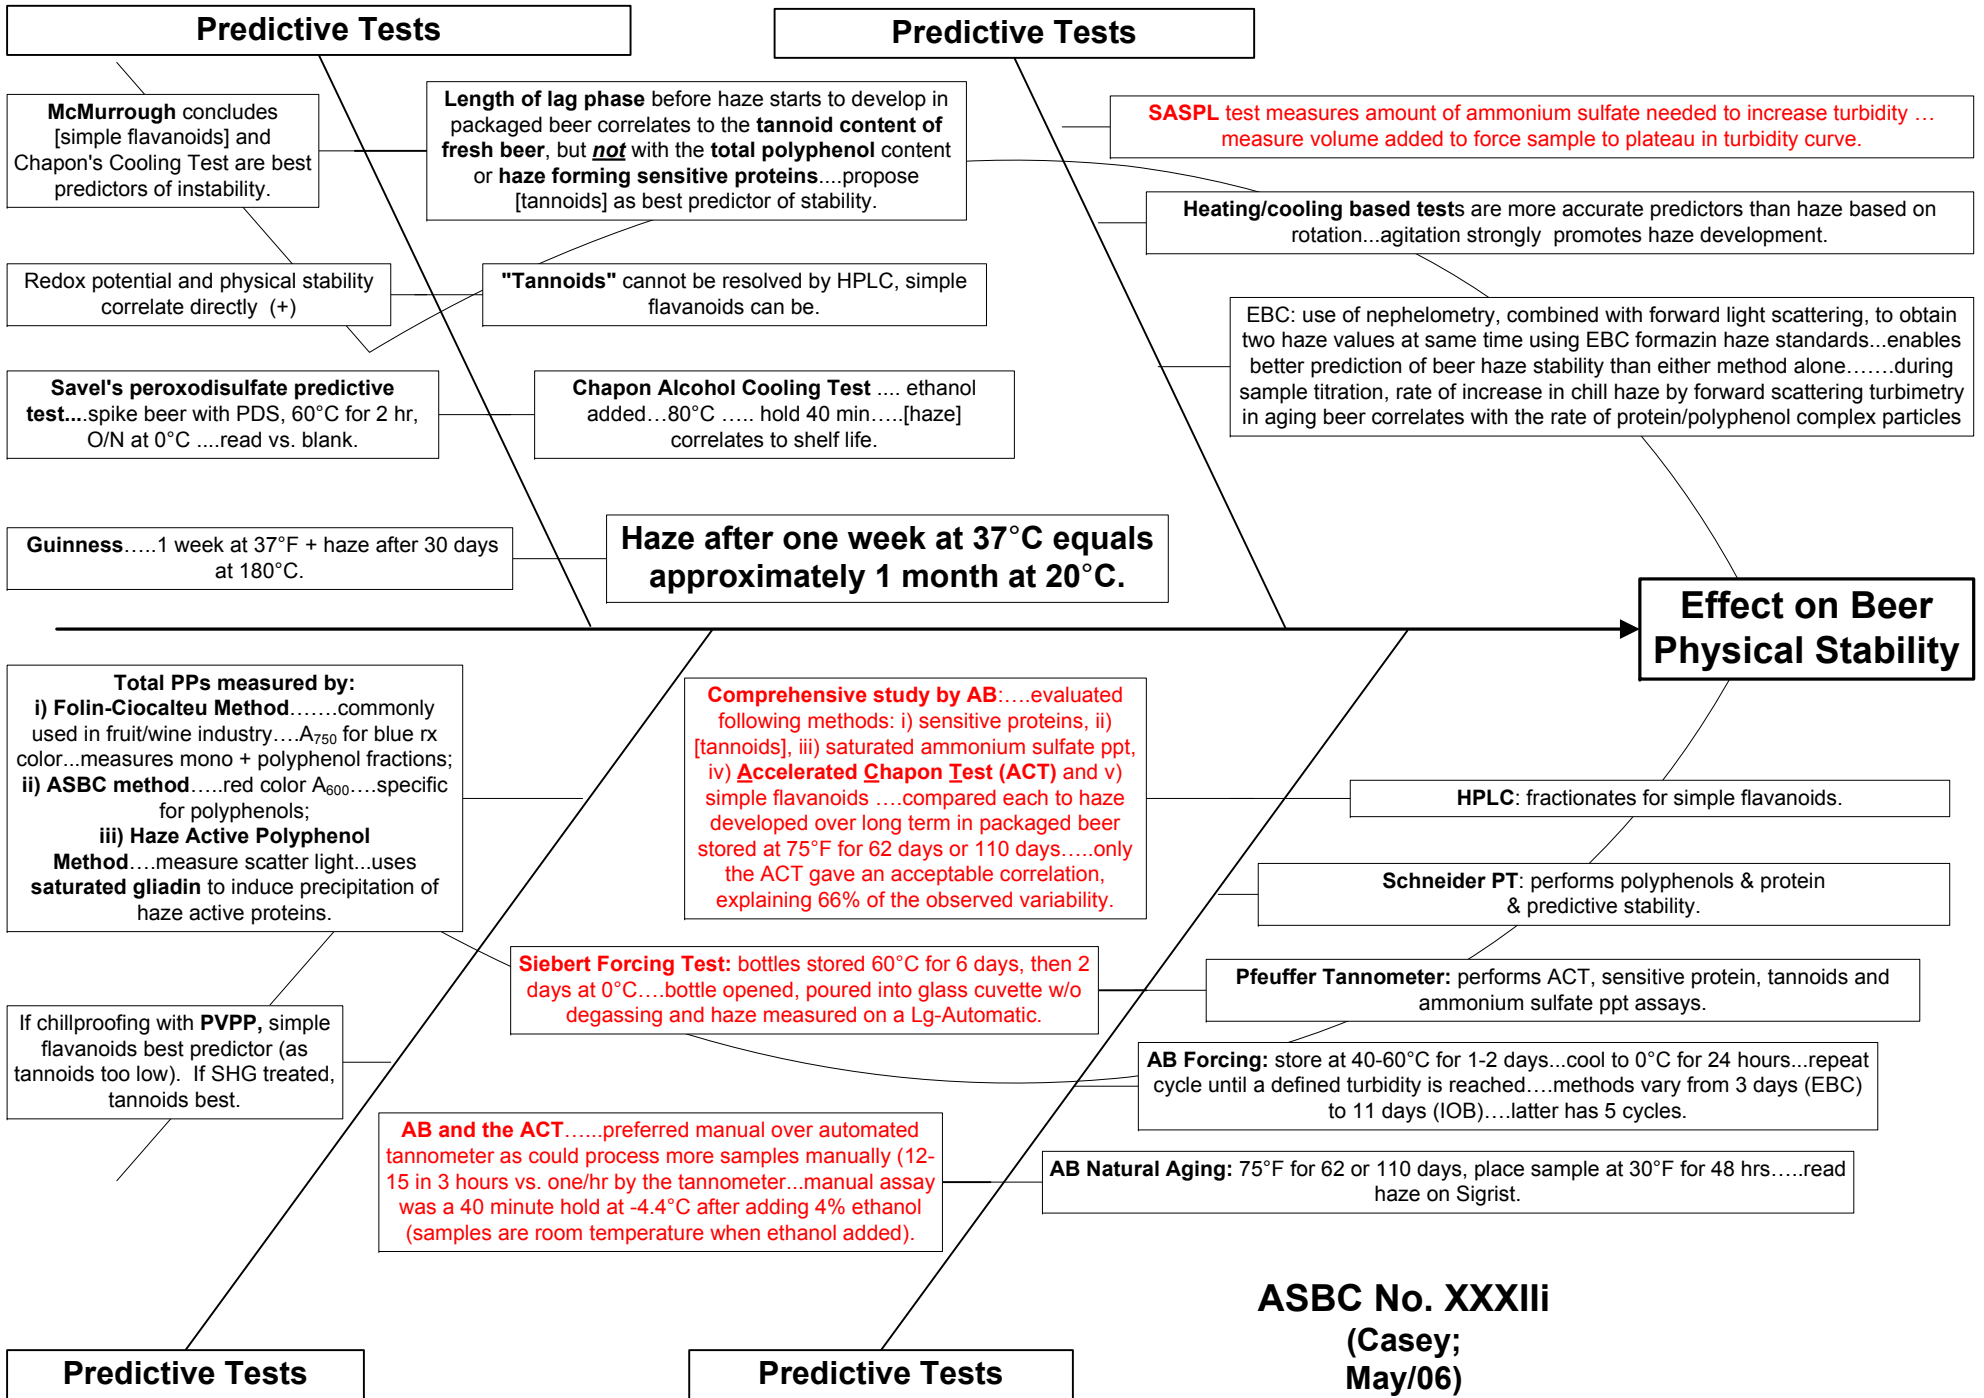 Predictive Tests
Predictive Tests
McMurrough concludes
[simple flavanoids] and
Chapon's Cooling Test are best
predictors of instability.
Length of lag phase before haze starts to develop in
packaged beer correlates to the tannoid content of
fresh beer, but not with the total polyphenol content
or haze forming sensitive proteins....propose
[tannoids] as best predictor of stability.
SASPL test measures amount of ammonium sulfate needed to increase turbidity …
measure volume added to force sample to plateau in turbidity curve.
Heating/cooling based tests are more accurate predictors than haze based on
rotation...agitation strongly promotes haze development.
Redox potential and physical stability
correlate directly (+)
"Tannoids" cannot be resolved by HPLC, simple
flavanoids can be.
EBC: use of nephelometry, combined with forward light scattering, to obtain
two haze values at same time using EBC formazin haze standards...enables
better prediction of beer haze stability than either method alone…….during
sample titration, rate of increase in chill haze by forward scattering turbimetry
in aging beer correlates with the rate of protein/polyphenol complex particles
Savel's peroxodisulfate predictive
test....spike beer with PDS, 60°C for 2 hr,
O/N at 0°C ....read vs. blank.
Chapon Alcohol Cooling Test .... ethanol
added…80°C ….. hold 40 min…..[haze]
correlates to shelf life.
Guinness…..1 week at 37°F + haze after 30 days
at 180°C.
Haze after one week at 37°C equals
approximately 1 month at 20°C.
Effect on Beer
Physical Stability
Total PPs measured by:
i) Folin-Ciocalteu Method…….commonly
used in fruit/wine industry….A750 for blue rx
color...measures mono + polyphenol fractions;
ii) ASBC method…..red color A600….specific
for polyphenols;
iii) Haze Active Polyphenol
Method….measure scatter light...uses
saturated gliadin to induce precipitation of
haze active proteins.
Comprehensive study by AB:….evaluated
following methods: i) sensitive proteins, ii)
[tannoids], iii) saturated ammonium sulfate ppt,
iv) Accelerated Chapon Test (ACT) and v)
simple flavanoids ….compared each to haze
developed over long term in packaged beer
stored at 75°F for 62 days or 110 days…..only
the ACT gave an acceptable correlation,
explaining 66% of the observed variability.
HPLC: fractionates for simple flavanoids.
Schneider PT: performs polyphenols & protein
& predictive stability.
Siebert Forcing Test: bottles stored 60°C for 6 days, then 2
days at 0°C….bottle opened, poured into glass cuvette w/o
degassing and haze measured on a Lg-Automatic.
Pfeuffer Tannometer: performs ACT, sensitive protein, tannoids and
ammonium sulfate ppt assays.
If chillproofing with PVPP, simple
flavanoids best predictor (as
tannoids too low). If SHG treated,
tannoids best.
AB Forcing: store at 40-60°C for 1-2 days...cool to 0°C for 24 hours...repeat
cycle until a defined turbidity is reached….methods vary from 3 days (EBC)
to 11 days (IOB)….latter has 5 cycles.
AB and the ACT…...preferred manual over automated
tannometer as could process more samples manually (12-
15 in 3 hours vs. one/hr by the tannometer...manual assay
was a 40 minute hold at -4.4°C after adding 4% ethanol
(samples are room temperature when ethanol added).
AB Natural Aging: 75°F for 62 or 110 days, place sample at 30°F for 48 hrs…..read
haze on Sigrist.
ASBC No. XXXIIi
(Casey;
May/06)
Predictive Tests
Predictive Tests